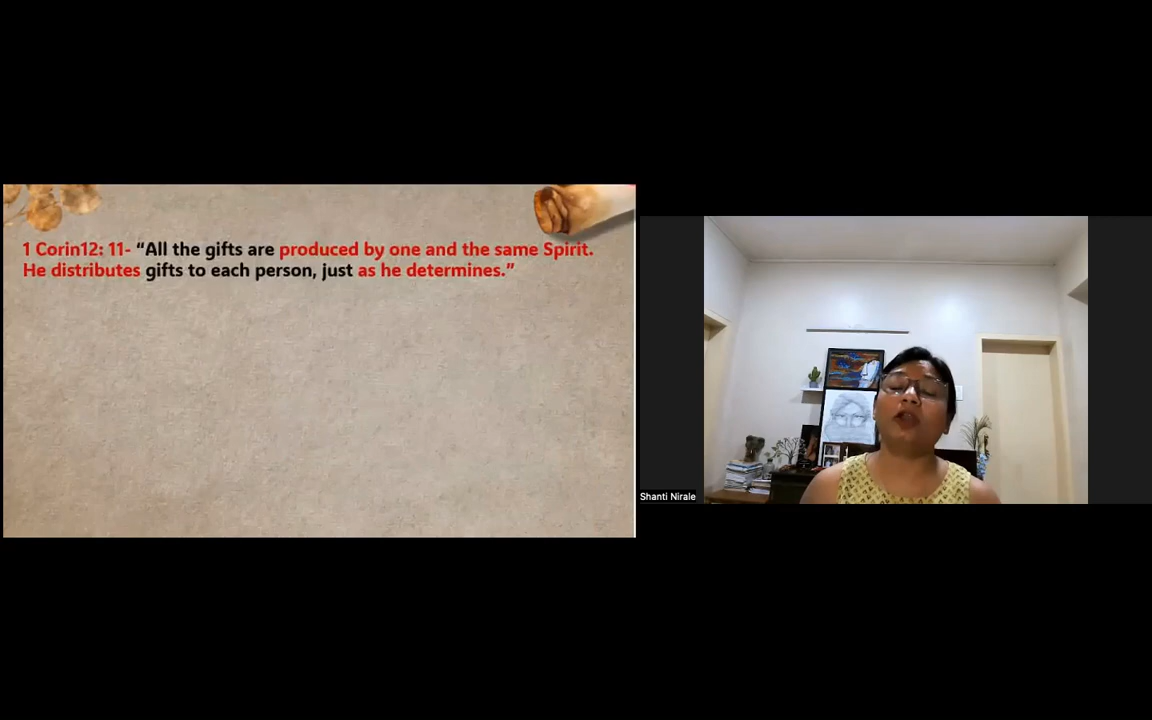 1 Corin12: 11- “All the gifts are produced by one and the same Spirit.
He distributes gifts to each person, just as he determines.”
Shanti Nirale